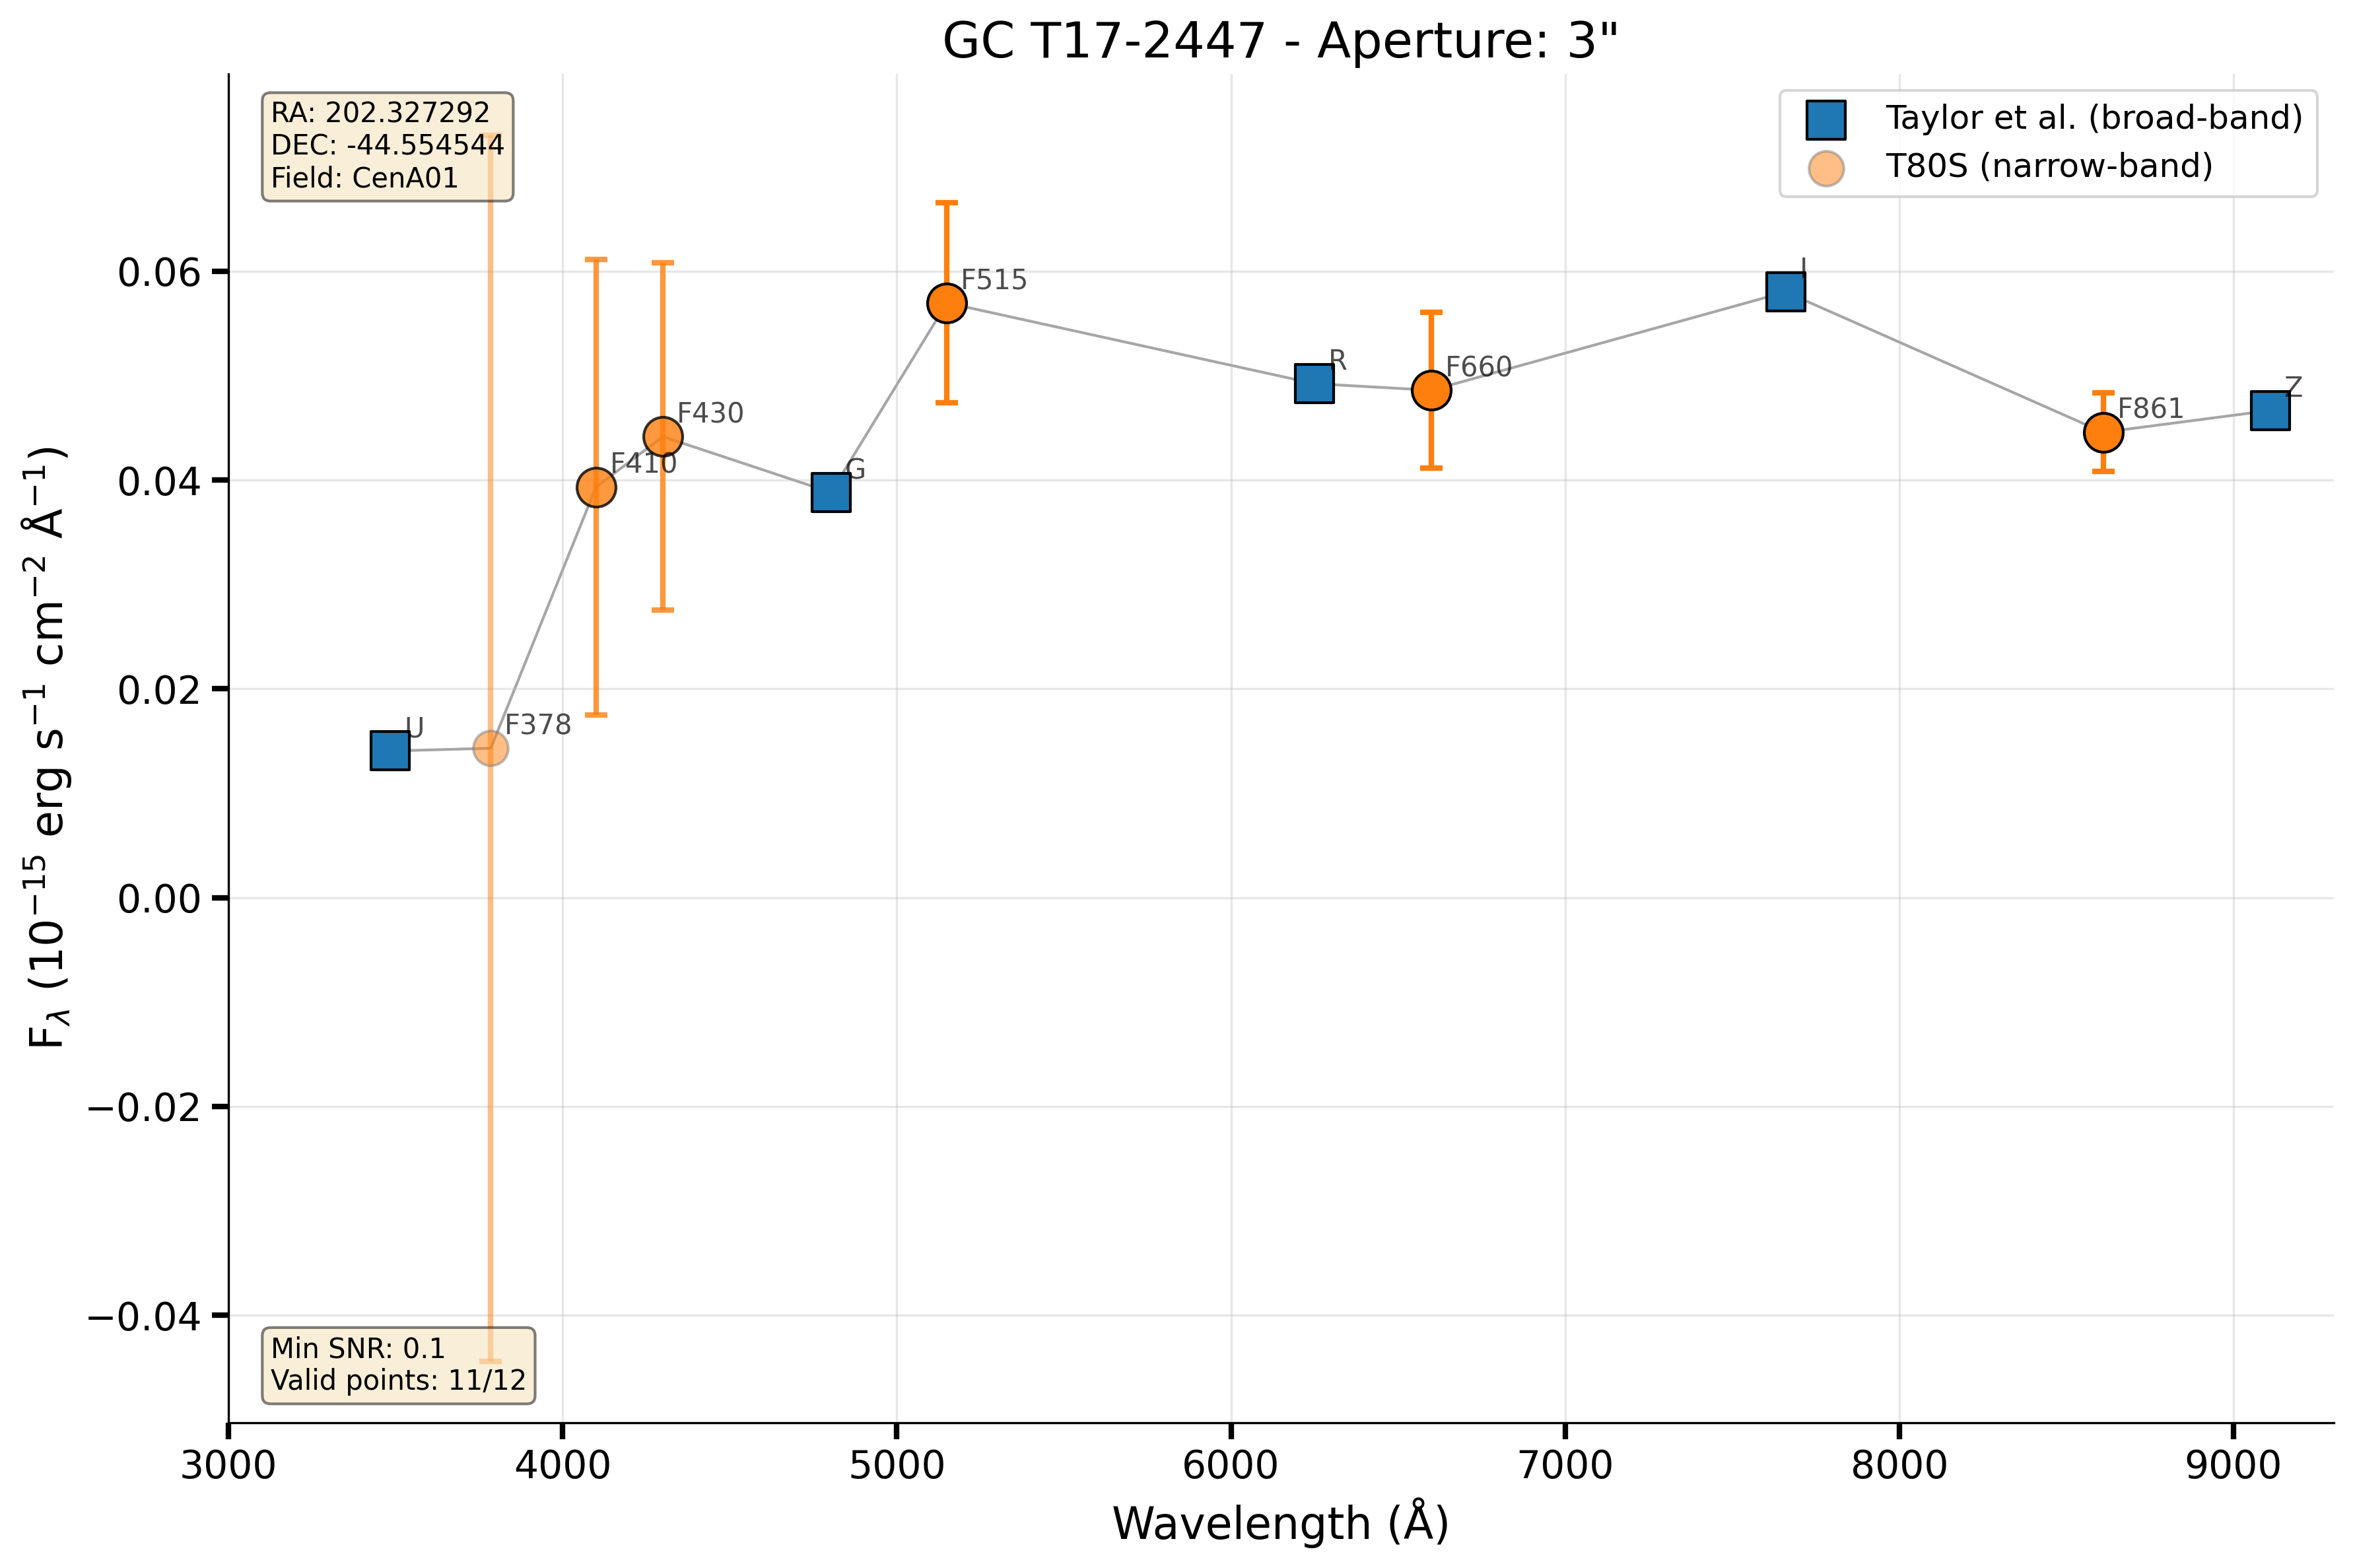 GC T17-2447 - Aperture: 3"
RA: 202.327292
DEC: -44.554544
Field: CenA01
Taylor et al. (broad-band)
T80S (narrow-band)
F_λ (10^−15 erg s^−1 cm^−2 Å^−1)
0.06
0.04
0.02
0.00
−0.02
−0.04
U
F378
F410
F430
G
F515
R
F660
I
F861
Z
Min SNR: 0.1
Valid points: 11/12
3000 4000 5000 6000 7000 8000 9000
Wavelength (Å)